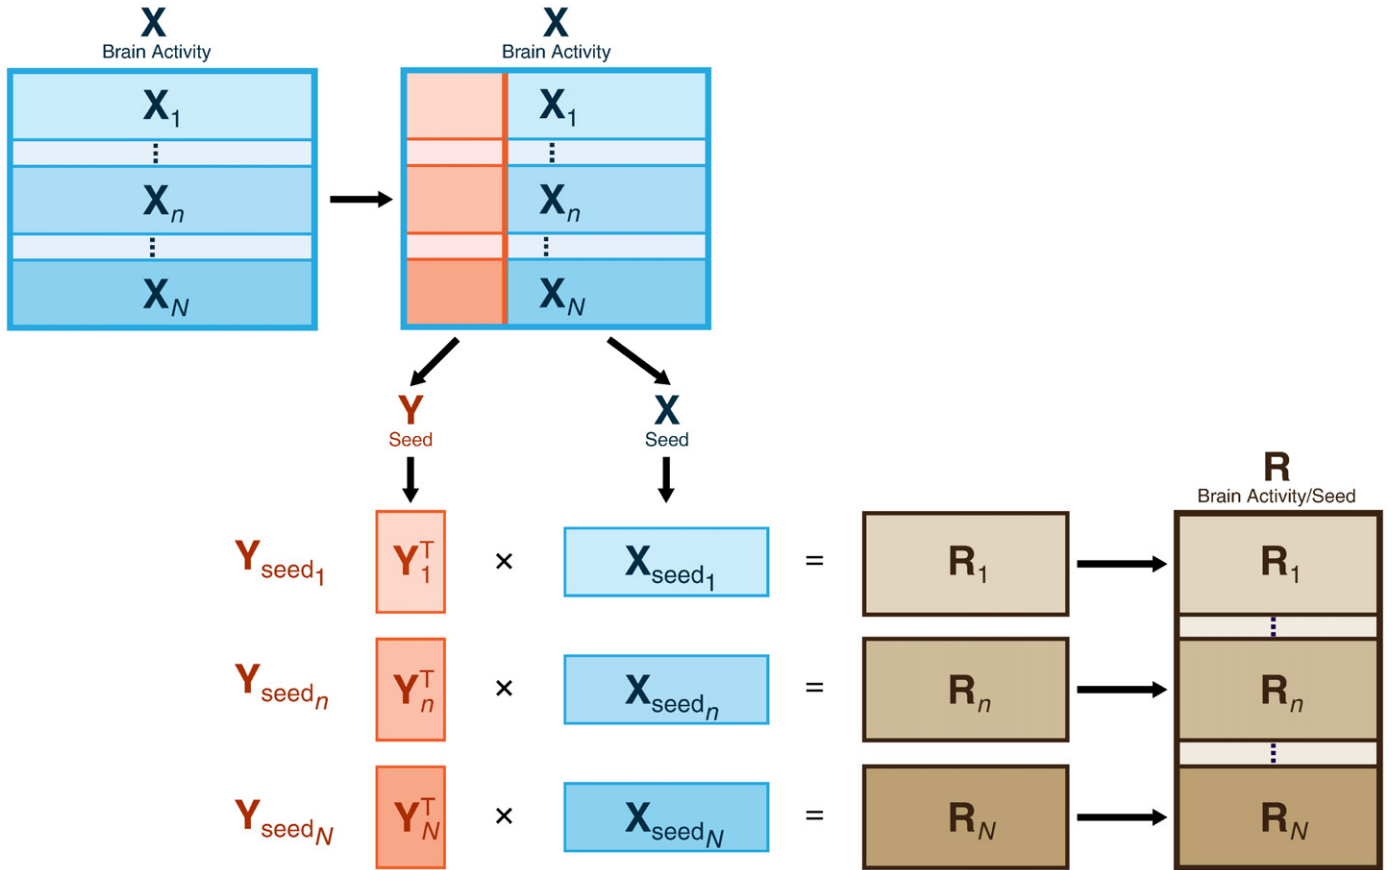 X X
Brain Activity Brain Activity
X1 X1
⋮ ⋮
Xn Xn
⋮ ⋮
XN XN
Y X
Seed Seed
R
Brain Activity/Seed
Yseed1 Y1T × Xseed1 = R1 R1
⋮
Yseedn YnT × Xseedn = Rn Rn
⋮
YseedN YNT × XseedN = RN RN